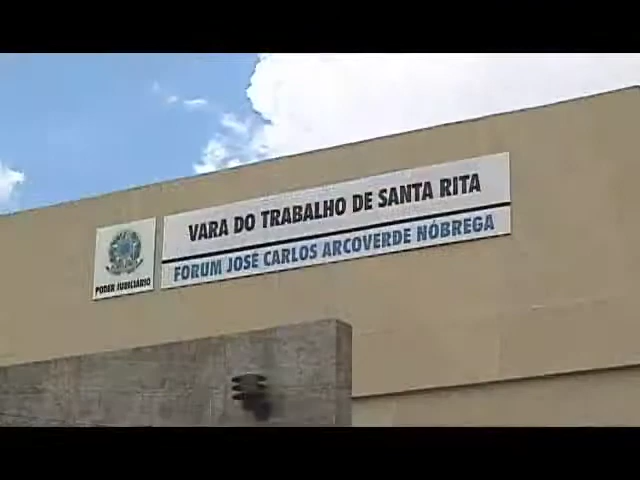 VARA DO TRABALHO DE SANTA RITA
FORUM JOSÉ CARLOS ARCOVERDE NÓBREGA
PODER JUDICIÁRIO